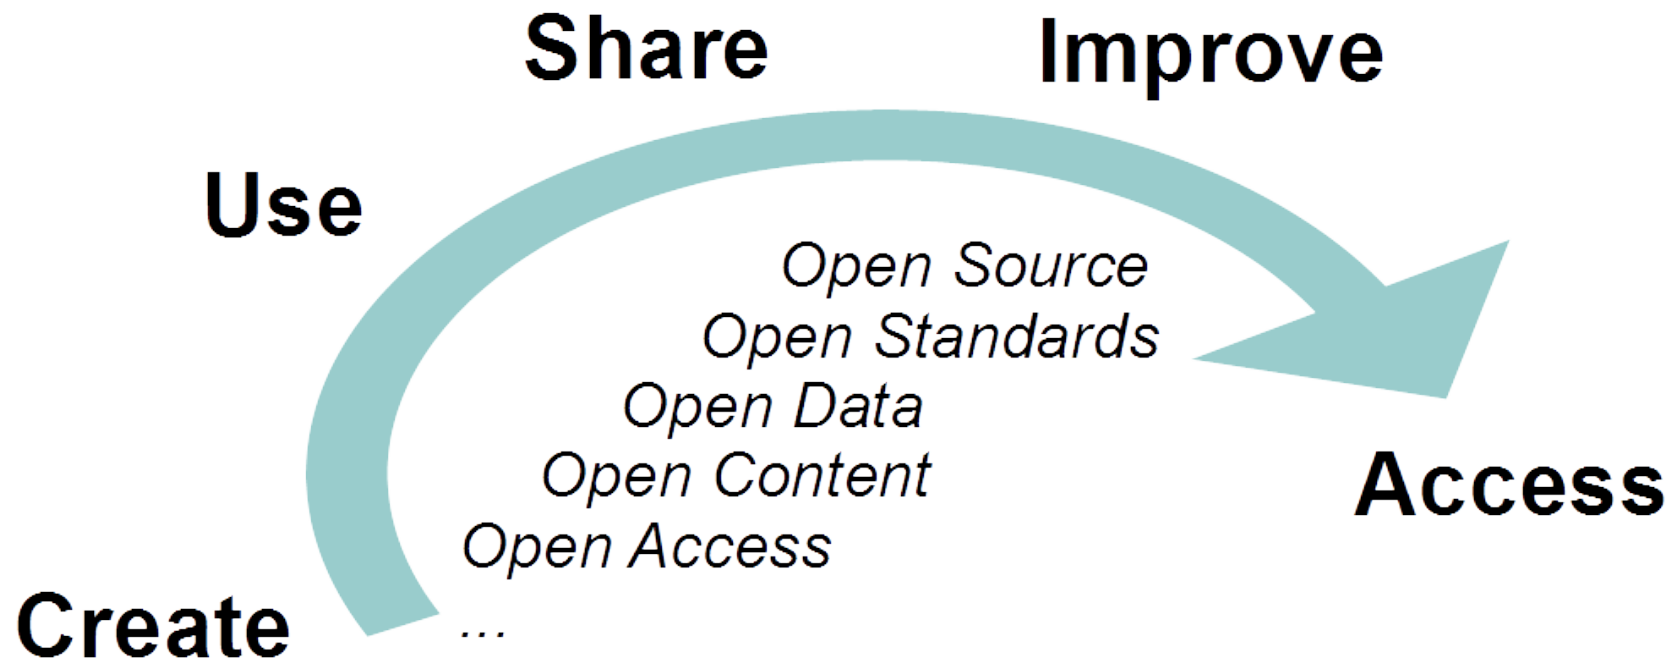 Share
Improve
Use
Open Source
Open Standards
Open Data
Open Content
Access
Open Access
Create
...